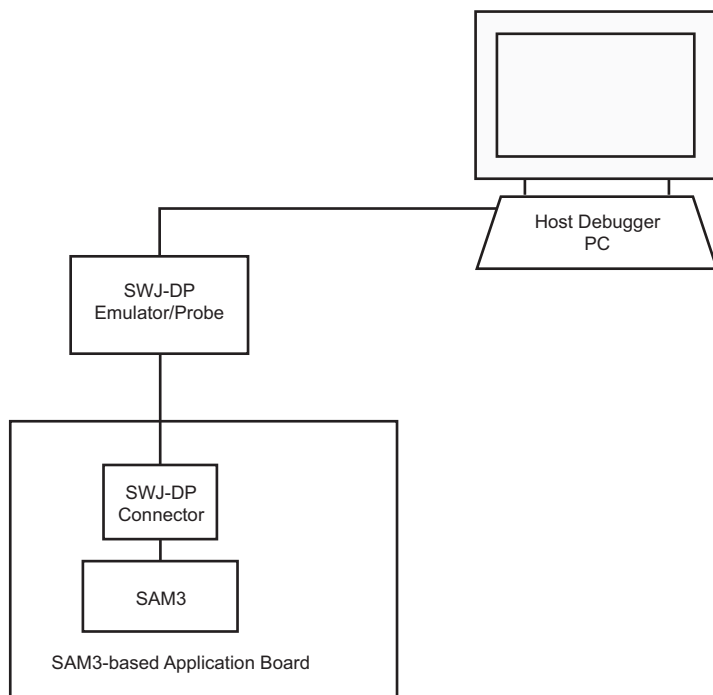 Host Debugger
PC
SWJ-DP
Emulator/Probe
SWJ-DP
Connector
SAM3
SAM3-based Application Board